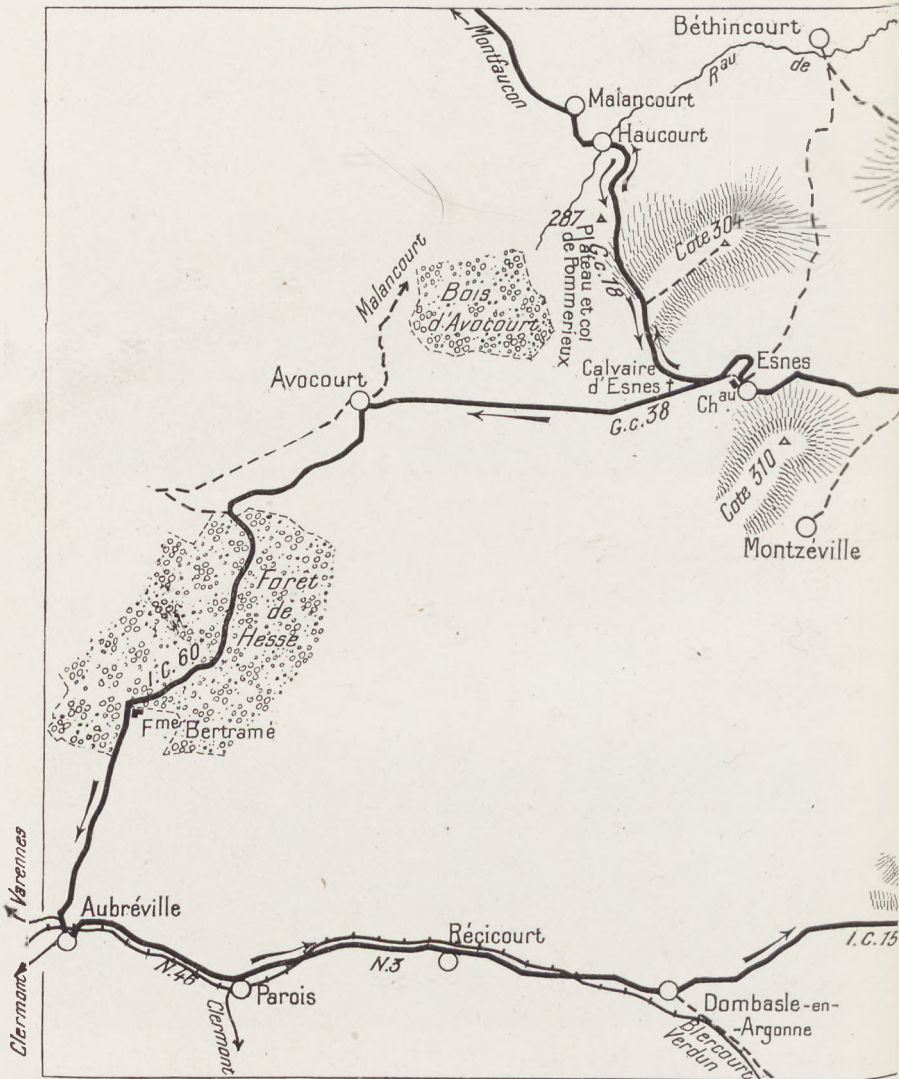 Montfaucon
Béthincourt
Rau de
Malancourt
Haucourt
287
Plateau et col
de Pommerieux
G.c.18
Cote 304
Malancourt
Bois
d'Avocourt
Avocourt
Calvaire
d'Esnes
Esnes
Chau
G.c.38
Cote 310
Montzéville
Foret
de
Hesse
I.C.60
Fme Bertramé
Varennes
Aubréville
Clermont
N.46
Parois
Clermont
N.3
Récicourt
I.C.15
Dombasle-en-
-Argonne
Blercourt
Verdun